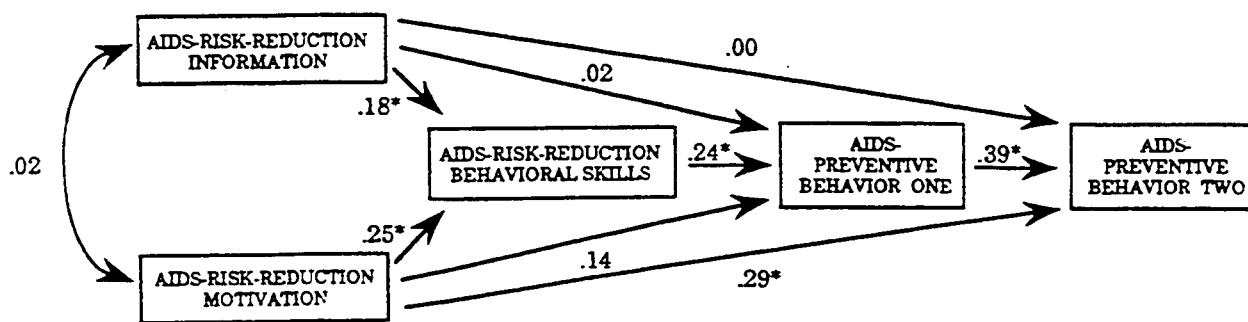 AIDS-RISK-REDUCTION
INFORMATION
.00
.02
.18*
.02
AIDS-RISK-REDUCTION
BEHAVIORAL SKILLS
.24*
AIDS-
PREVENTIVE
BEHAVIOR ONE
.39*
AIDS-
PREVENTIVE
BEHAVIOR TWO
.25*
AIDS-RISK-REDUCTION
MOTIVATION
.14
.29*